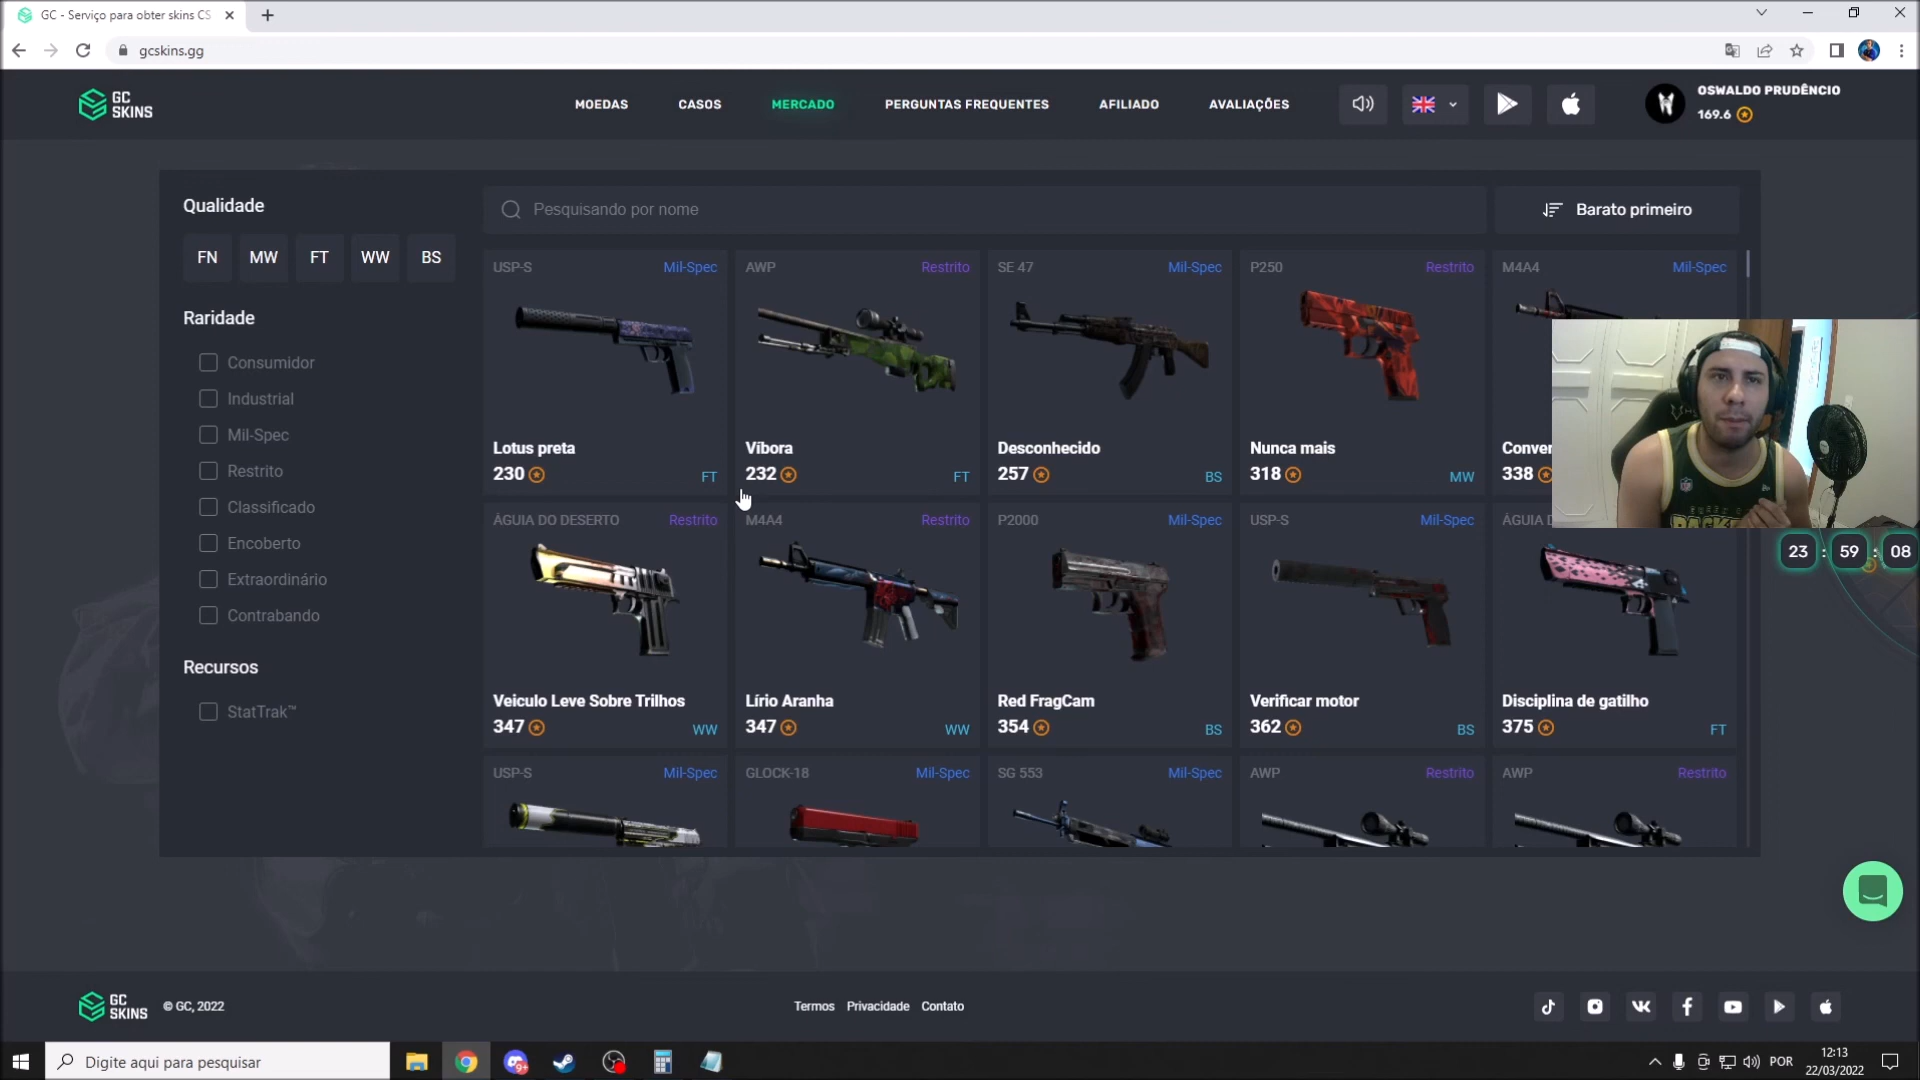 GC - Serviço para obter skins CS
gcskins.gg
GC SKINS
MOEDAS
CASOS
MERCADO
PERGUNTAS FREQUENTES
AFILIADO
AVALIAÇÕES
OSWALDO PRUDÊNCIO
169.6
Qualidade
FN
MW
FT
WW
BS
Raridade
Consumidor
Industrial
Mil-Spec
Restrito
Classificado
Encoberto
Extraordinário
Contrabando
Recursos
StatTrak™
Pesquisando por nome
Barato primeiro
USP-S Mil-Spec
Lotus preta
230 FT
AWP Restrito
Víbora
232 FT
SE 47 Mil-Spec
Desconhecido
257 BS
P250 Restrito
Nunca mais
318 MW
M4A4 Mil-Spec
338
ÁGUIA DO DESERTO Restrito
Veiculo Leve Sobre Trilhos
347 WW
M4A4 Restrito
Lírio Aranha
347 WW
P2000 Mil-Spec
Red FragCam
354 BS
USP-S Mil-Spec
Verificar motor
362 BS
ÁGUIA
Disciplina de gatilho
375 FT
USP-S Mil-Spec
GLOCK-18 Mil-Spec
SG 553 Mil-Spec
AWP Restrito
AWP Restrito
23 : 59 : 08
GC SKINS
© GC, 2022
Termos
Privacidade
Contato
Digite aqui para pesquisar
9+
POR
12:13
22/03/2022